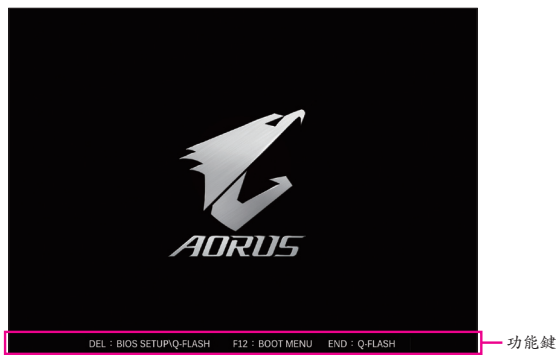 AORUS
DEL：BIOS SETUP\Q-FLASH F12：BOOT MENU END：Q-FLASH
功能鍵